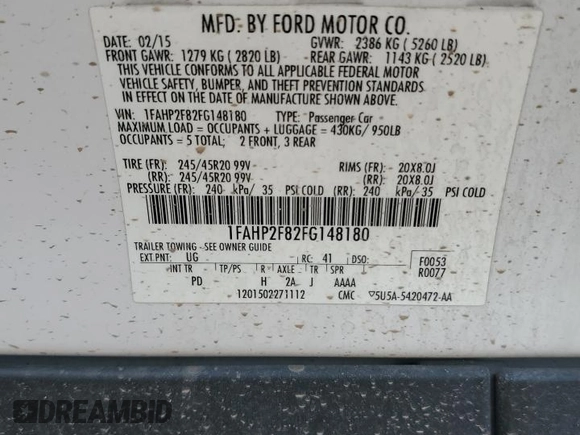 MFD. BY FORD MOTOR CO.
DATE: 02/15 GVWR: 2386 KG ( 5260 LB)
FRONT GAWR: 1279 KG ( 2820 LB) REAR GAWR: 1143 KG ( 2520 LB)
THIS VEHICLE CONFORMS TO ALL APPLICABLE FEDERAL MOTOR
VEHICLE SAFETY, BUMPER, AND THEFT PREVENTION STANDARDS
IN EFFECT ON THE DATE OF MANUFACTURE SHOWN ABOVE.
VIN: 1FAHP2F82FG148180 TYPE: Passenger Car
MAXIMUM LOAD = OCCUPANTS + LUGGAGE = 430KG/950LB
OCCUPANTS = 5 TOTAL; 2 FRONT, 3 REAR
TIRE (FR): 245/45R20 99V RIMS (FR): 20X8.0J
(RR): 245/45R20 99V (RR): 20X8.0J
PRESSURE (FR): 240 kPa/ 35 PSI COLD (RR): 240 kPa/ 35 PSI COLD
1FAHP2F82FG148180
TRAILER TOWING - SEE OWNER GUIDE
EXT.PNT: UG RC: 41 DSO: F0053
R0077
INT TR TP/PS R AXLE TR SPR
PD H 2A J AAAA
1201502271112 CMC ▽5U5A-5420472-AA
DREAMBID